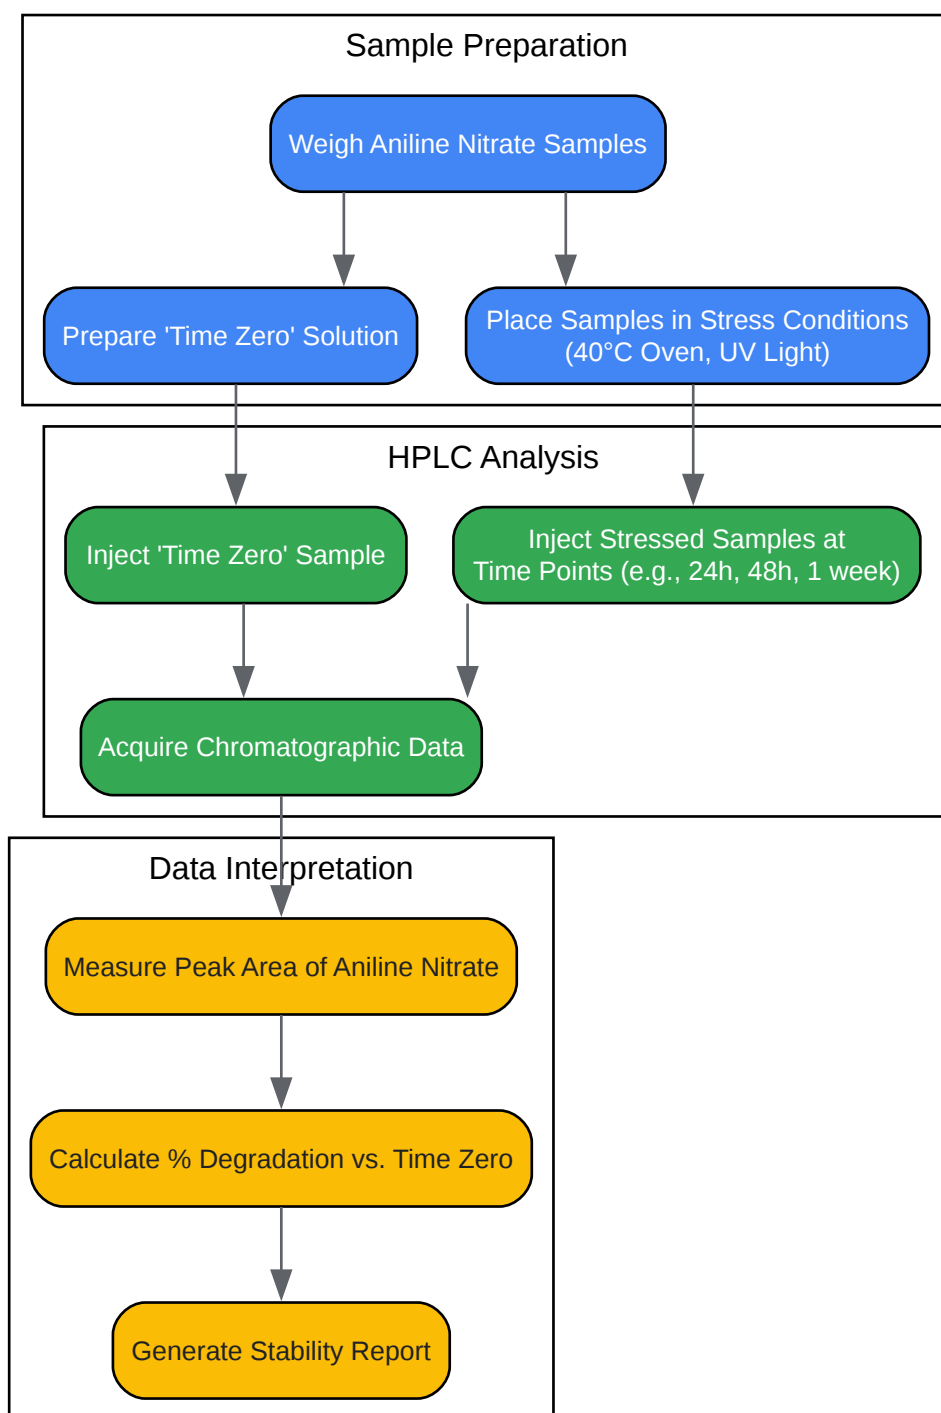 Sample Preparation
Weigh Aniline Nitrate Samples
Prepare 'Time Zero' Solution
Place Samples in Stress Conditions
(40°C Oven, UV Light)
HPLC Analysis
Inject 'Time Zero' Sample
Inject Stressed Samples at
Time Points (e.g., 24h, 48h, 1 week)
Acquire Chromatographic Data
Data Interpretation
Measure Peak Area of Aniline Nitrate
Calculate % Degradation vs. Time Zero
Generate Stability Report